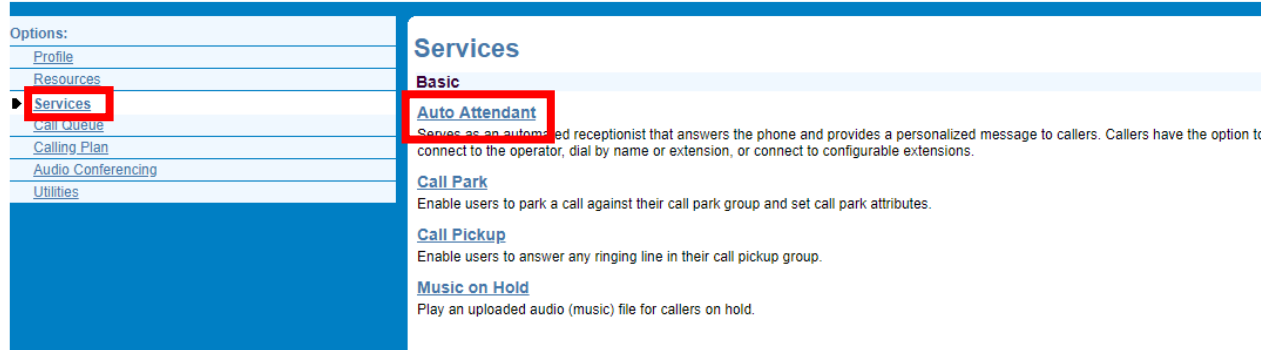 Options:
Profile
Resources
Services
Call Queue
Calling Plan
Audio Conferencing
Utilities
Services
Basic
Auto Attendant
Serves as an automated receptionist that answers the phone and provides a personalized message to callers. Callers have the option to
connect to the operator, dial by name or extension, or connect to configurable extensions.
Call Park
Enable users to park a call against their call park group and set call park attributes.
Call Pickup
Enable users to answer any ringing line in their call pickup group.
Music on Hold
Play an uploaded audio (music) file for callers on hold.